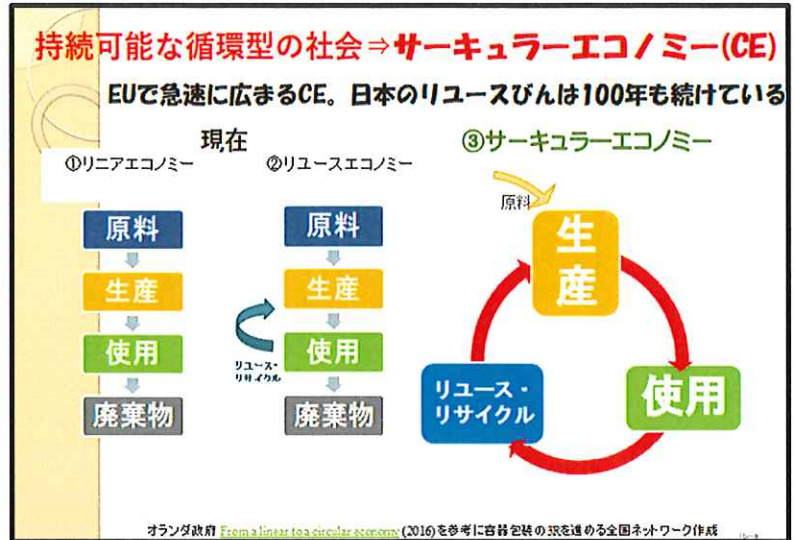 持続可能な循環型の社会⇒サーキュラーエコノミー(CE)
EUで急速に広まるCE。日本のリユースびんは100年も続けている
現在
①リニアエコノミー
原料
生産
使用
廃棄物
②リユースエコノミー
原料
生産
使用
廃棄物
リユース・
リサイクル
③サーキュラーエコノミー
原料
生
産
使用
リユース・
リサイクル
オランダ政府 From a linear to a circular economy (2016)を参考に容器包装の3Rを進める全国ネットワーク作成